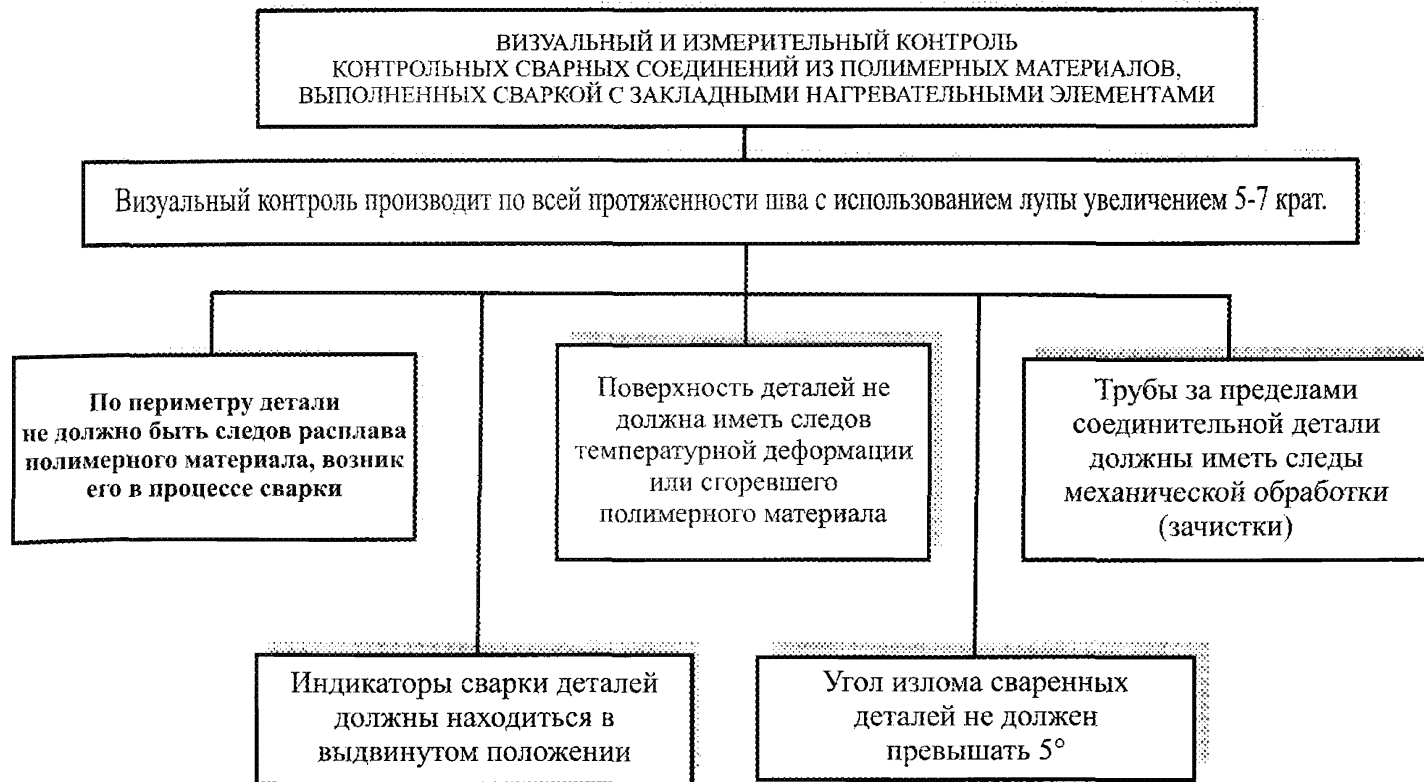 ВИЗУАЛЬНЫЙ И ИЗМЕРИТЕЛЬНЫЙ КОНТРОЛЬ
КОНТРОЛЬНЫХ СВАРНЫХ СОЕДИНЕНИЙ ИЗ ПОЛИМЕРНЫХ МАТЕРИАЛОВ,
ВЫПОЛНЕННЫХ СВАРКОЙ С ЗАКЛАДНЫМИ НАГРЕВАТЕЛЬНЫМИ ЭЛЕМЕНТАМИ
Визуальный контроль производит по всей протяженности шва с использованием лупы увеличением 5-7 крат.
По периметру детали
не должно быть следов расплава
полимерного материала, возник
его в процессе сварки
Поверхность деталей не
должна иметь следов
температурной деформации
или сгоревшего
полимерного материала
Трубы за пределами
соединительной детали
должны иметь следы
механической обработки
(зачистки)
Индикаторы сварки деталей
должны находиться в
выдвинутом положении
Угол излома сваренных
деталей не должен
превышать 5°